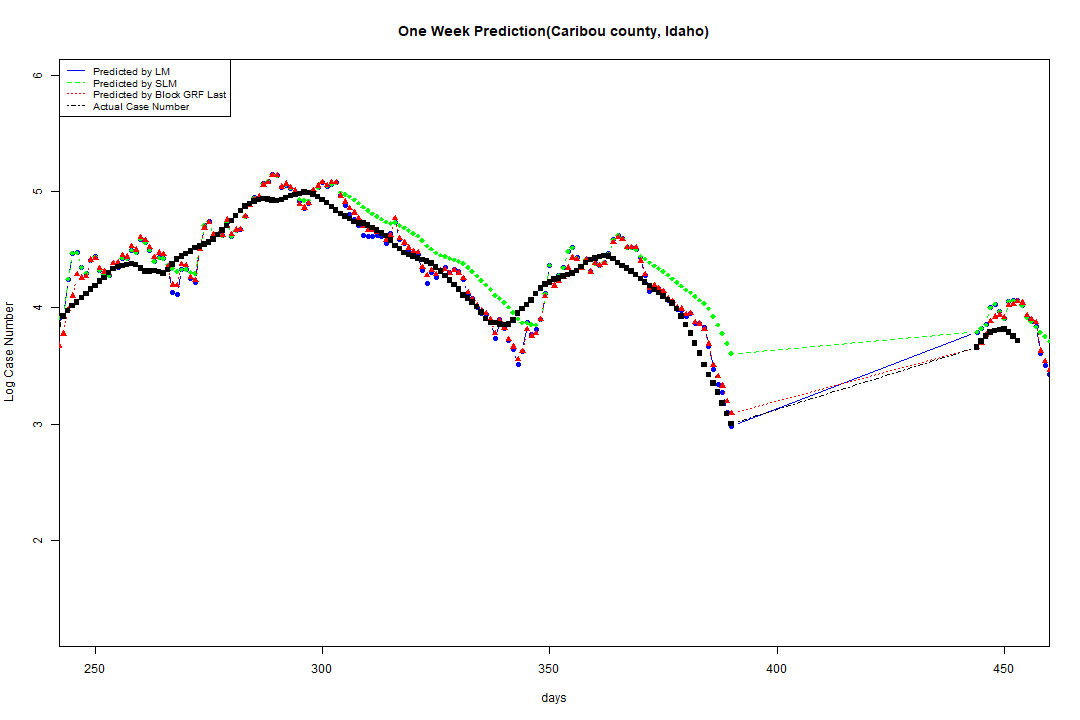 One Week Prediction(Caribou county, Idaho)
Predicted by LM
Predicted by SLM
Predicted by Block GRF Last
Actual Case Number
6
5
4
3
2
Log Case Number
250 300 350 400 450
days